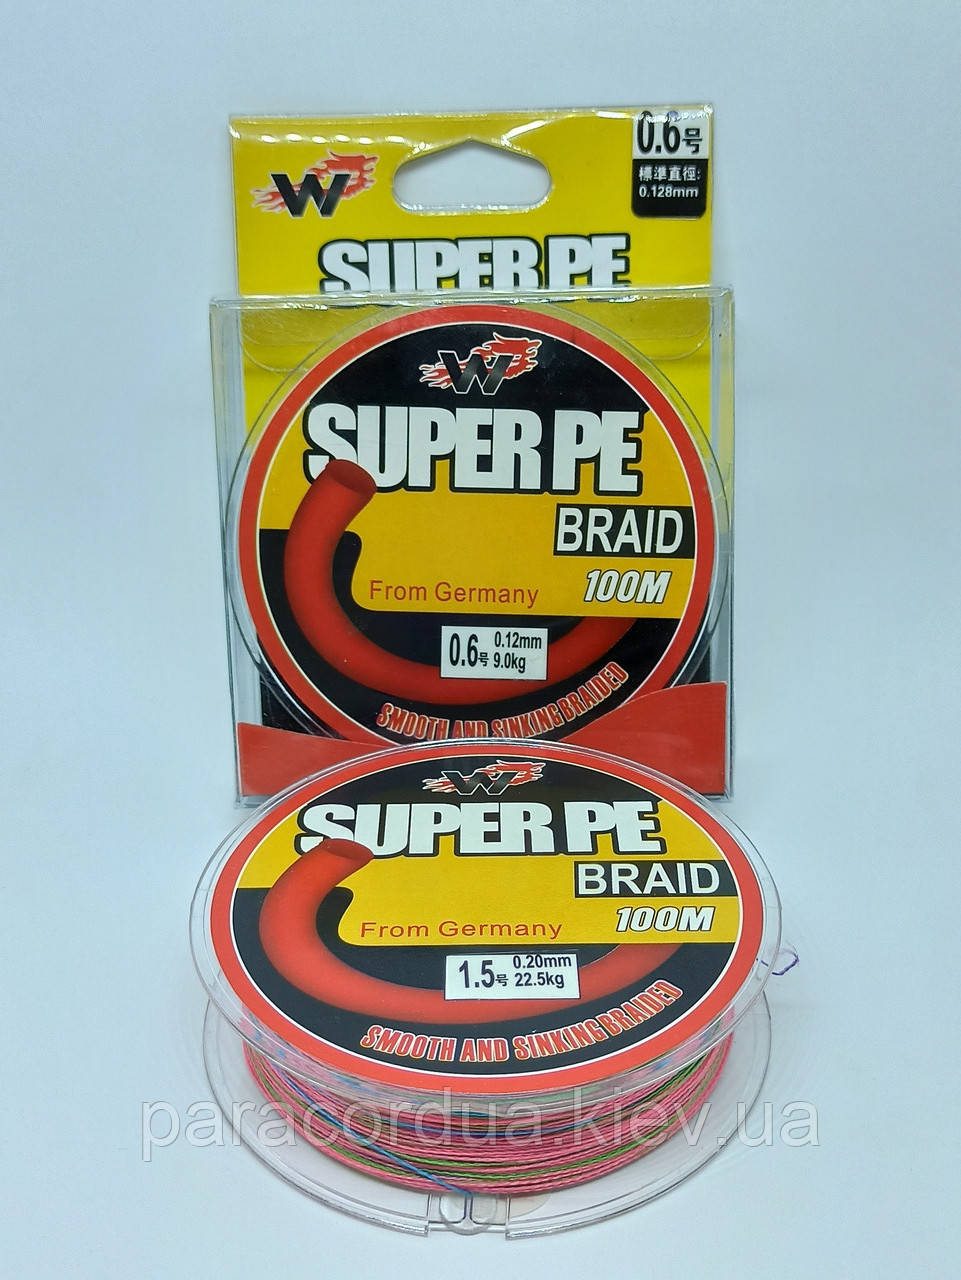 0.6号
標準直徑:
0.128mm
W
SUPER PE
W
SUPER PE
BRAID
From Germany
100M
0.6号
0.12mm
9.0kg
SMOOTH AND SINKING BRAIDED
W
SUPER PE
BRAID
From Germany
100M
1.5号
0.20mm
22.5kg
SMOOTH AND SINKING BRAIDED
paracordua.kiev.ua